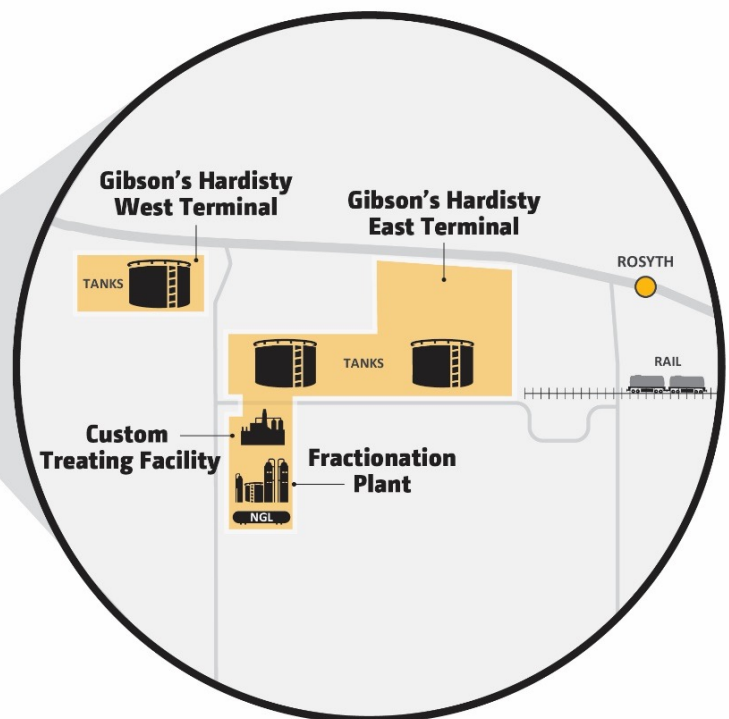 Gibson's Hardisty
West Terminal
Gibson's Hardisty
East Terminal
ROSYTH
TANKS
TANKS
RAIL
Custom
Treating Facility
Fractionation
Plant
NGL